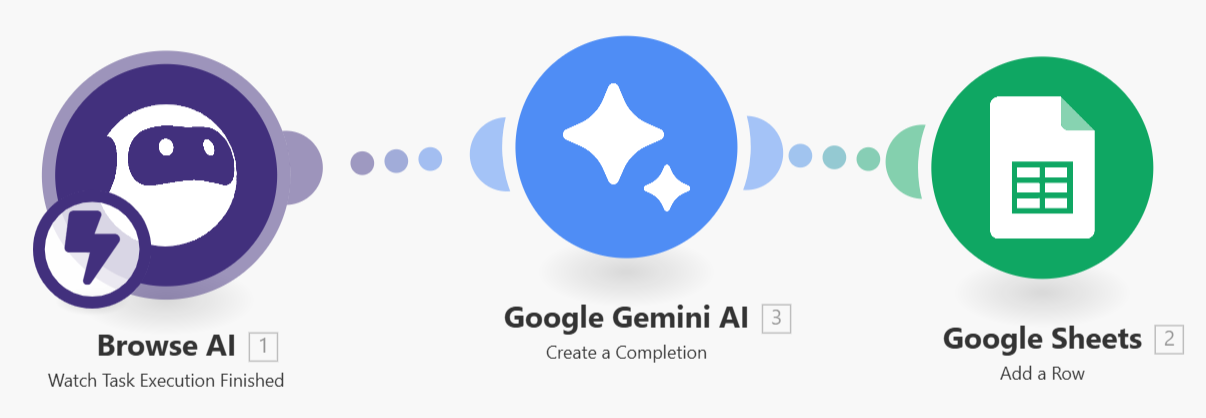 Browse AI 1
Watch Task Execution Finished
Google Gemini AI 3
Create a Completion
Google Sheets 2
Add a Row